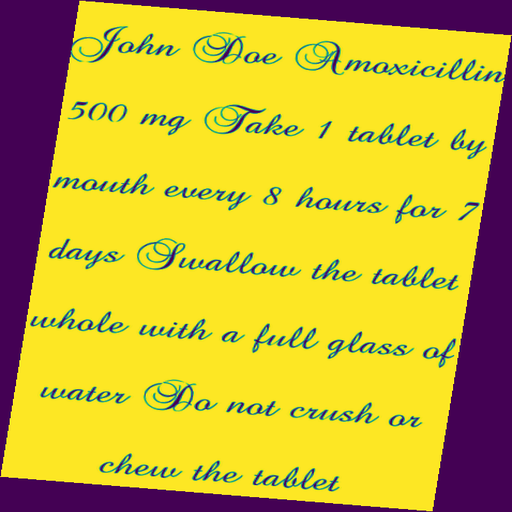 John Doe Amoxicillin
500 mg Take 1 tablet by
mouth every 8 hours for 7
days Swallow the tablet
whole with a full glass of
water Do not crush or
chew the tablet